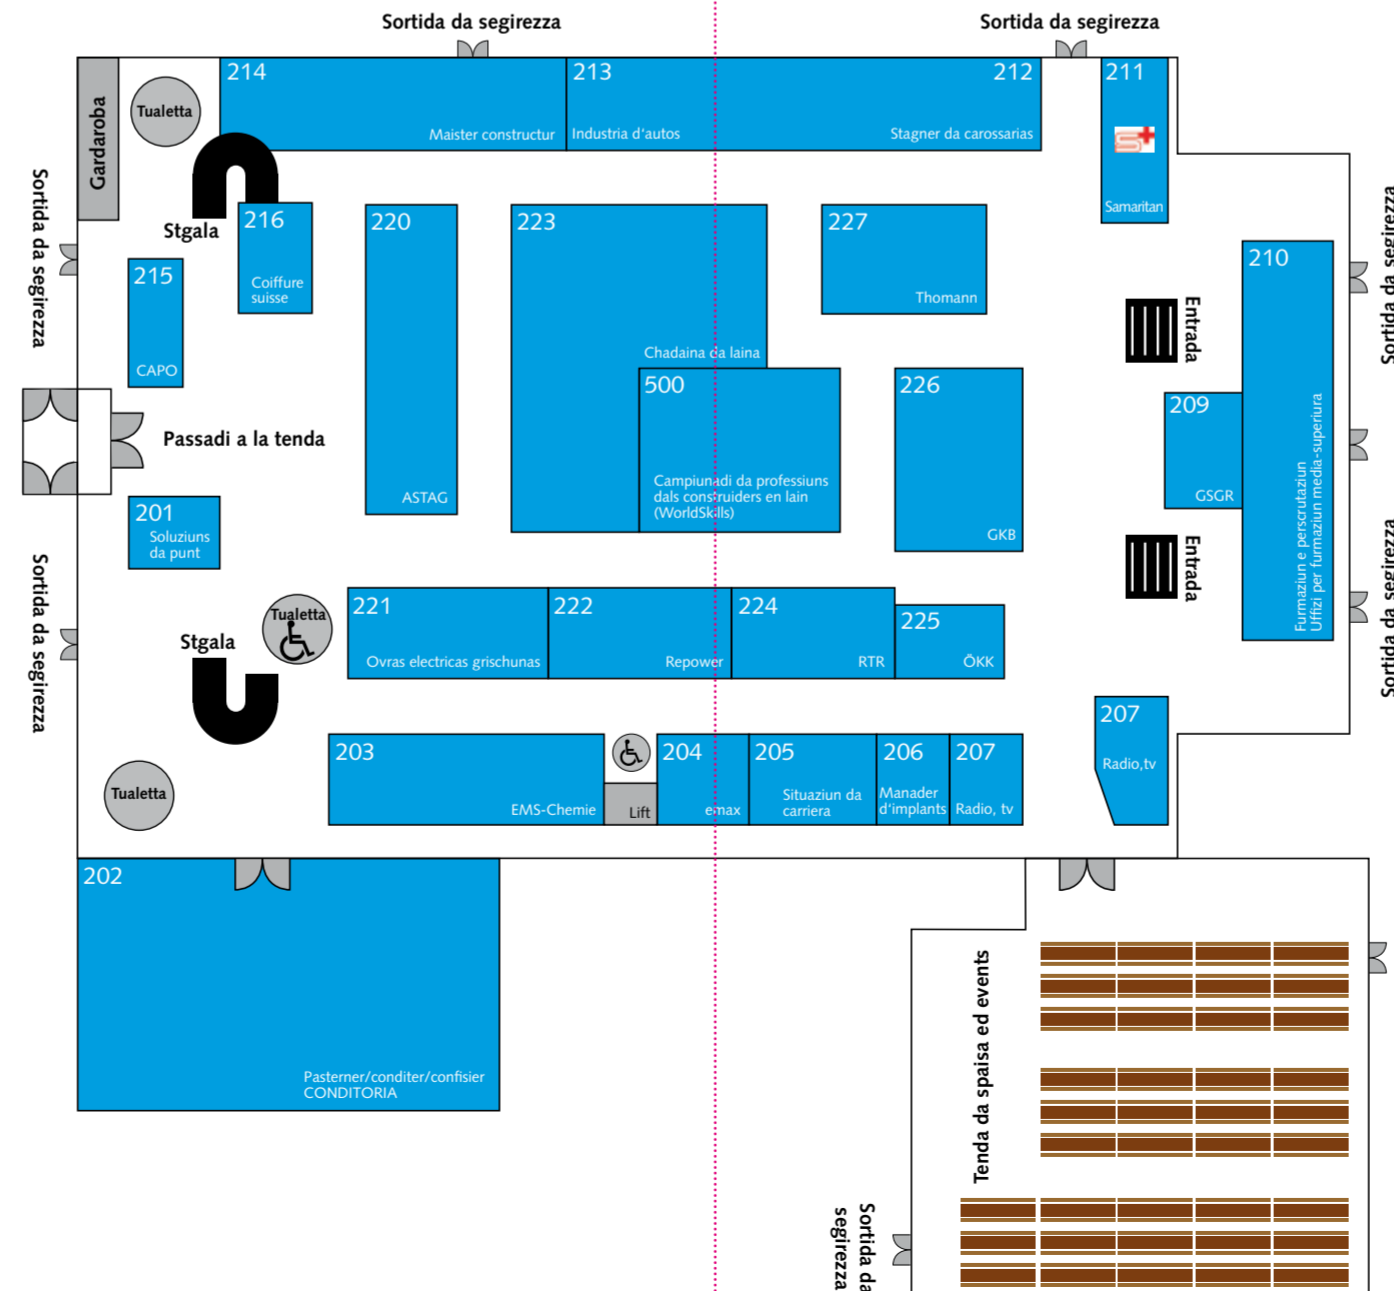 Sortida da segirezza
Sortida da segirezza
Gardaroba
Tualetta
214
Maister constructur
213
Industria d'autos
212
Stagner da carossarias
211
Samaritan
Sortida da segirezza
Stgala
216
Coiffure
suisse
215
CAPO
220
ASTAG
223
Chadaina da laina
500
Campiunadi da professiuns
dals construiders en lain
(WorldSkills)
227
Thomann
226
GKB
Entrada
209
GSGR
210
Furmaziun e perscrutaziun
Uffizi per furmaziun media-superiura
Sortida da segirezza
Passadi a la tenda
201
Soluziuns
da punt
Sortida da segirezza
Tualetta
Stgala
221
Ovras electricas grischunas
222
Repower
224
RTR
225
ÖKK
Entrada
Sortida da segirezza
Tualetta
203
EMS-Chemie
Lift
204
emax
205
Situaziun da
carriera
206
Manader
d'implants
207
Radio, tv
207
Radio,tv
202
Pasterner/conditer/confisier
CONDITORIA
Tenda da spaisa ed events
Sortida da
segirezza